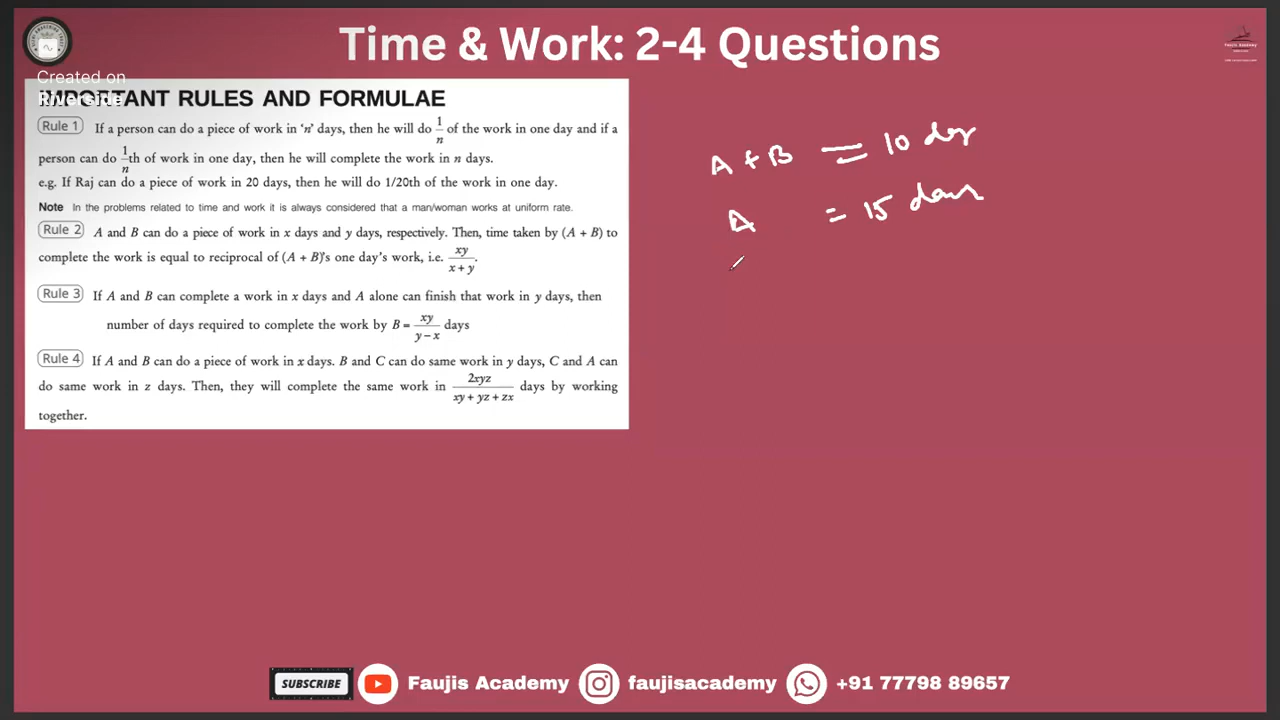 Time & Work: 2-4 Questions
Created on
Riverside
IMPORTANT RULES AND FORMULAE
Rule 1 If a person can do a piece of work in 'n' days, then he will do 1/n of the work in one day and if a
person can do 1/n th of work in one day, then he will complete the work in n days.
e.g. If Raj can do a piece of work in 20 days, then he will do 1/20th of the work in one day.
Note In the problems related to time and work it is always considered that a man/woman works at uniform rate.
Rule 2 A and B can do a piece of work in x days and y days, respectively. Then, time taken by (A + B) to
complete the work is equal to reciprocal of (A + B)'s one day's work, i.e. xy/(x + y).
Rule 3 If A and B can complete a work in x days and A alone can finish that work in y days, then
number of days required to complete the work by B = xy/(y – x) days
Rule 4 If A and B can do a piece of work in x days. B and C can do same work in y days, C and A can
do same work in z days. Then, they will complete the same work in 2xyz/(xy + yz + zx) days by working
together.
A + B = 10 day
A = 15 days
SUBSCRIBE Faujis Academy faujisacademy +91 77798 89657